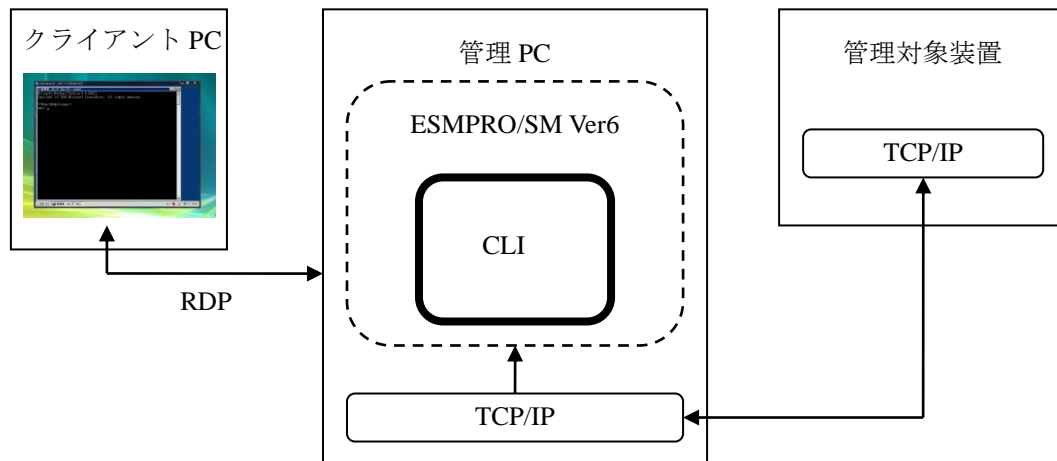 クライアント PC
RDP
管理 PC
ESMPRO/SM Ver6
CLI
TCP/IP
管理対象装置
TCP/IP